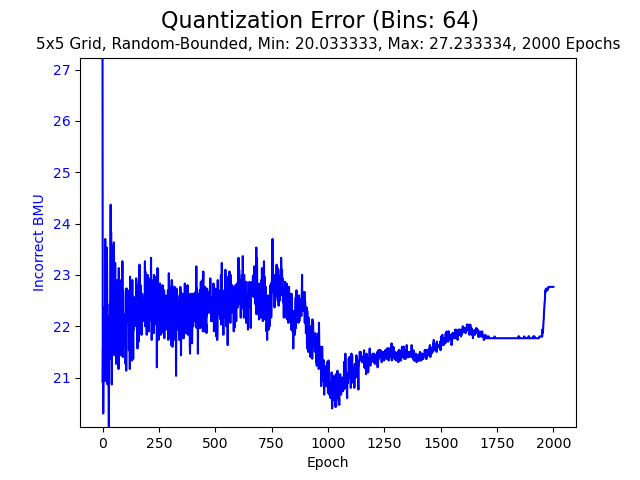 Quantization Error (Bins: 64)
5x5 Grid, Random-Bounded, Min: 20.033333, Max: 27.233334, 2000 Epochs
27
26
25
24
23
22
21
Incorrect BMU
0 250 500 750 1000 1250 1500 1750 2000
Epoch